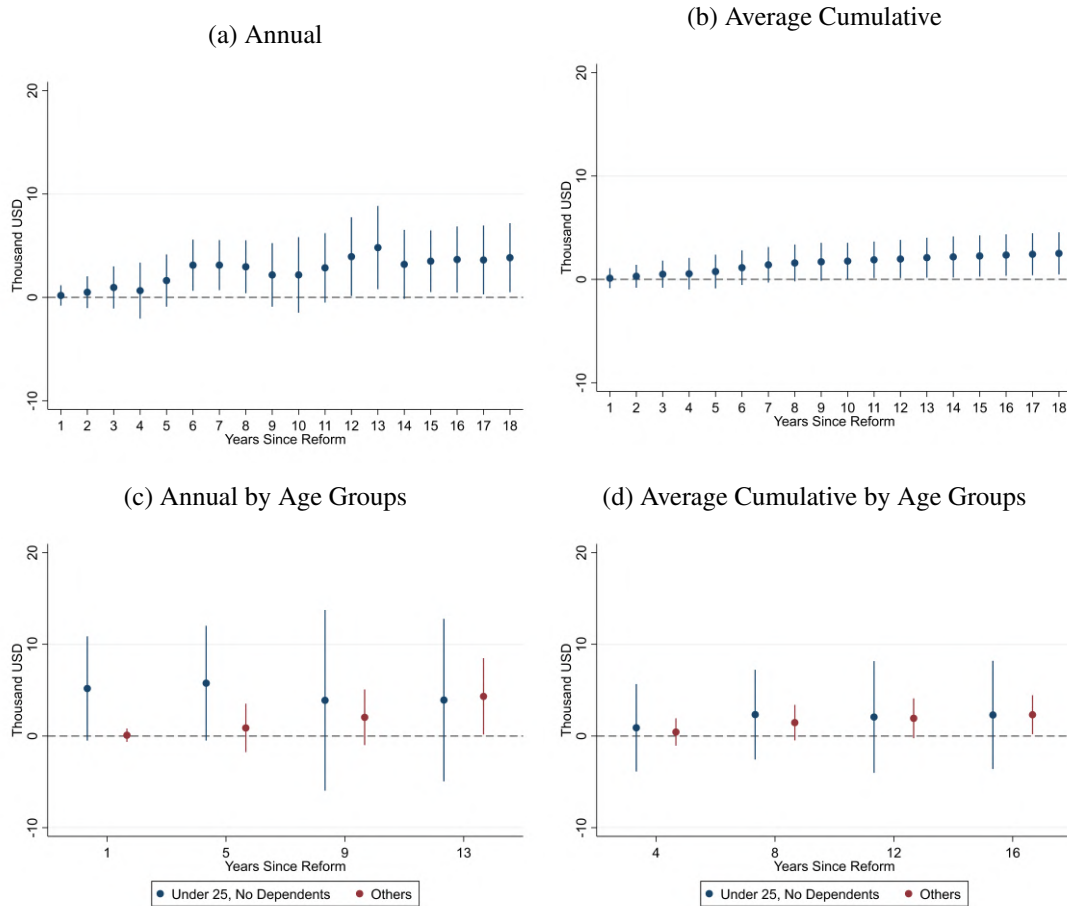 (a) Annual
20
10
0
-10
Thousand USD
1 2 3 4 5 6 7 8 9 10 11 12 13 14 15 16 17 18
Years Since Reform
(b) Average Cumulative
20
10
0
-10
Thousand USD
1 2 3 4 5 6 7 8 9 10 11 12 13 14 15 16 17 18
Years Since Reform
(c) Annual by Age Groups
20
10
0
-10
Thousand USD
1 5 9 13
Years Since Reform
Under 25, No Dependents Others
(d) Average Cumulative by Age Groups
20
10
0
-10
Thousand USD
4 8 12 16
Years Since Reform
Under 25, No Dependents Others